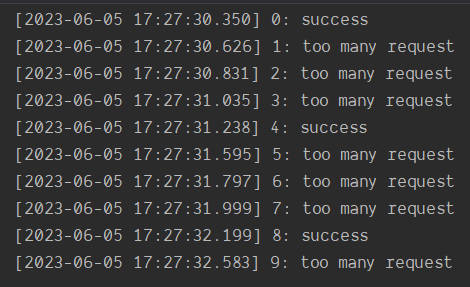 [2023-06-05 17:27:30.350] 0: success
[2023-06-05 17:27:30.626] 1: too many request
[2023-06-05 17:27:30.831] 2: too many request
[2023-06-05 17:27:31.035] 3: too many request
[2023-06-05 17:27:31.238] 4: success
[2023-06-05 17:27:31.595] 5: too many request
[2023-06-05 17:27:31.797] 6: too many request
[2023-06-05 17:27:31.999] 7: too many request
[2023-06-05 17:27:32.199] 8: success
[2023-06-05 17:27:32.583] 9: too many request